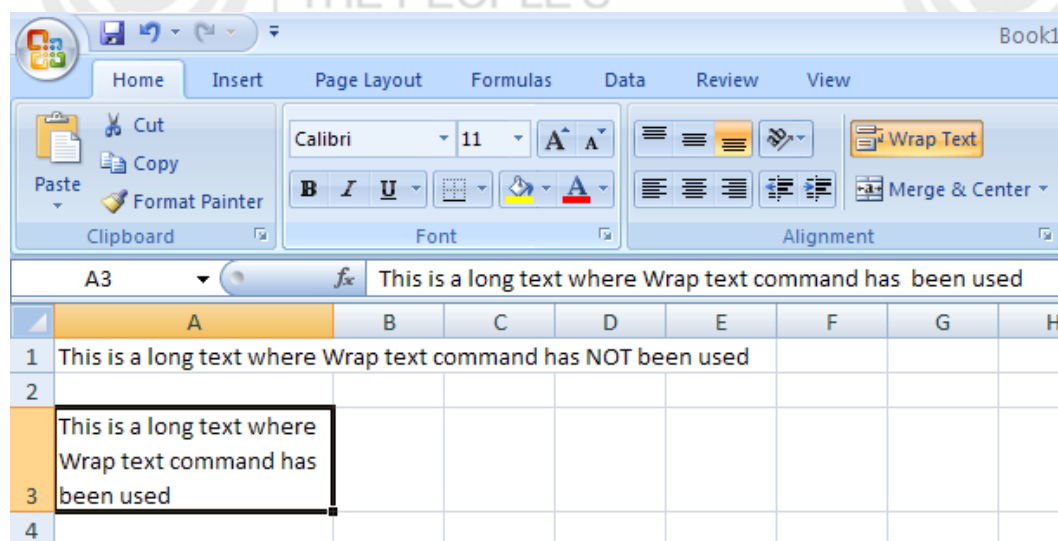 THE PEOPLE'S
Book1
Home Insert Page Layout Formulas Data Review View
Cut
Calibri 11 A A Wrap Text
Copy
Paste
B I U A Merge & Center
Format Painter
Clipboard Font Alignment
A3 fx This is a long text where Wrap text command has  been used
A B C D E F G H
1 This is a long text where Wrap text command has NOT been used
2
This is a long text where
Wrap text command has
3 been used
4